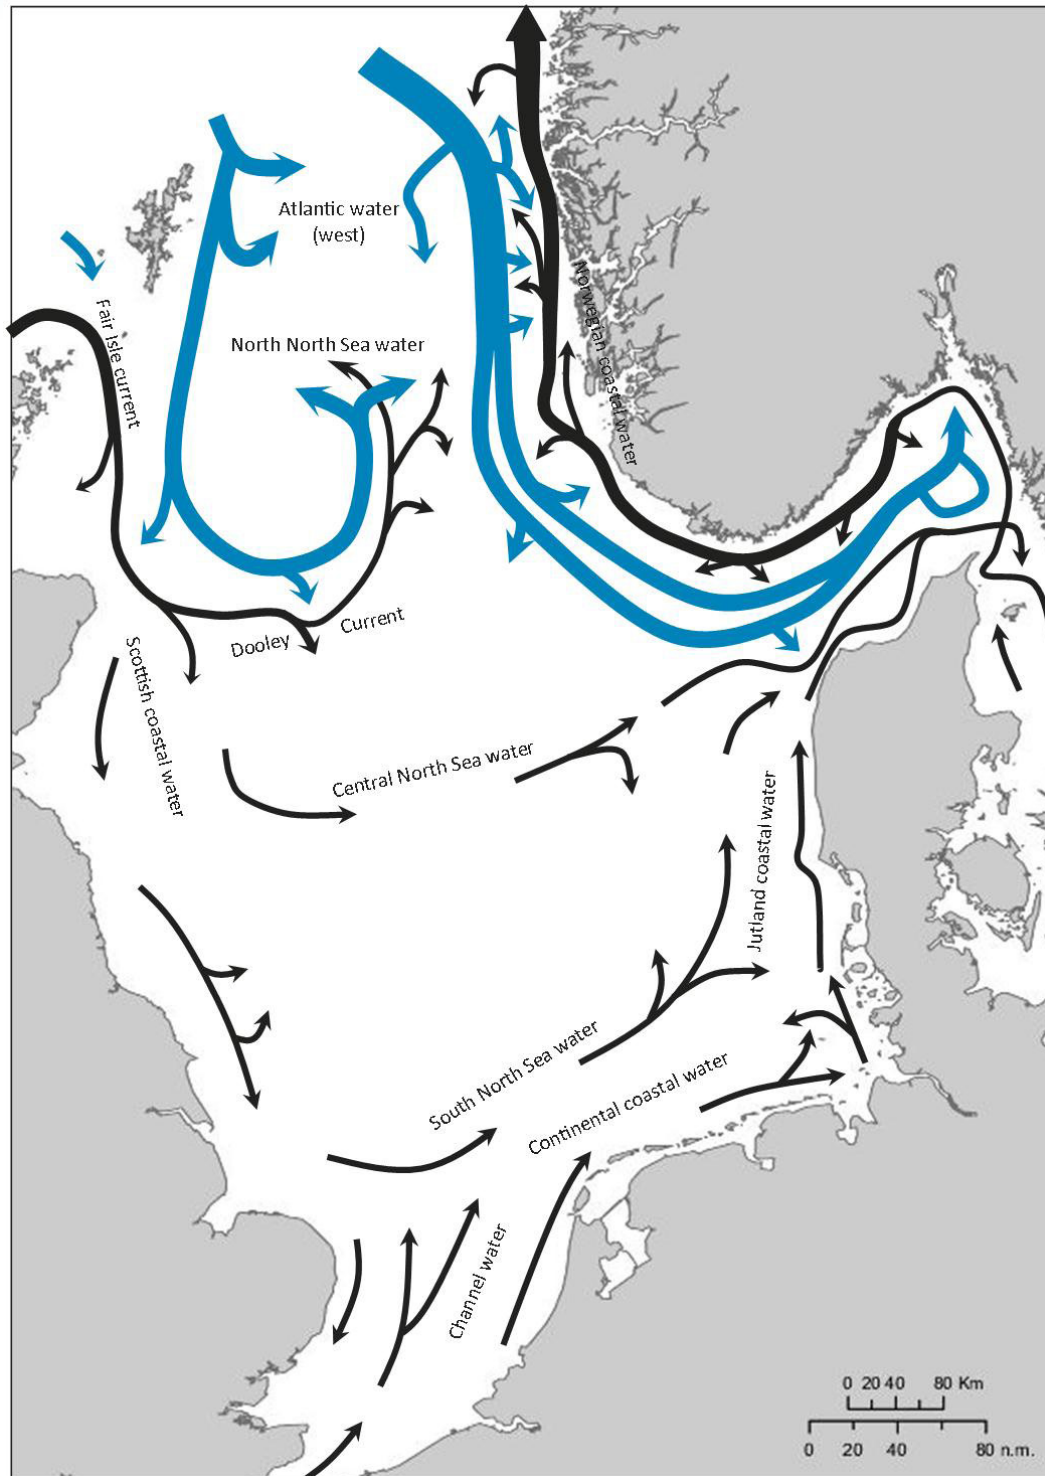 Atlantic water
(west)
Fair Isle current
North North Sea water
Norwegian coastal water
Dooley
Current
Scottish coastal water
Central North Sea water
Jutland coastal water
South North Sea water
Continental coastal water
Channel water
0 20 40 80 Km
0 20 40 80 n.m.